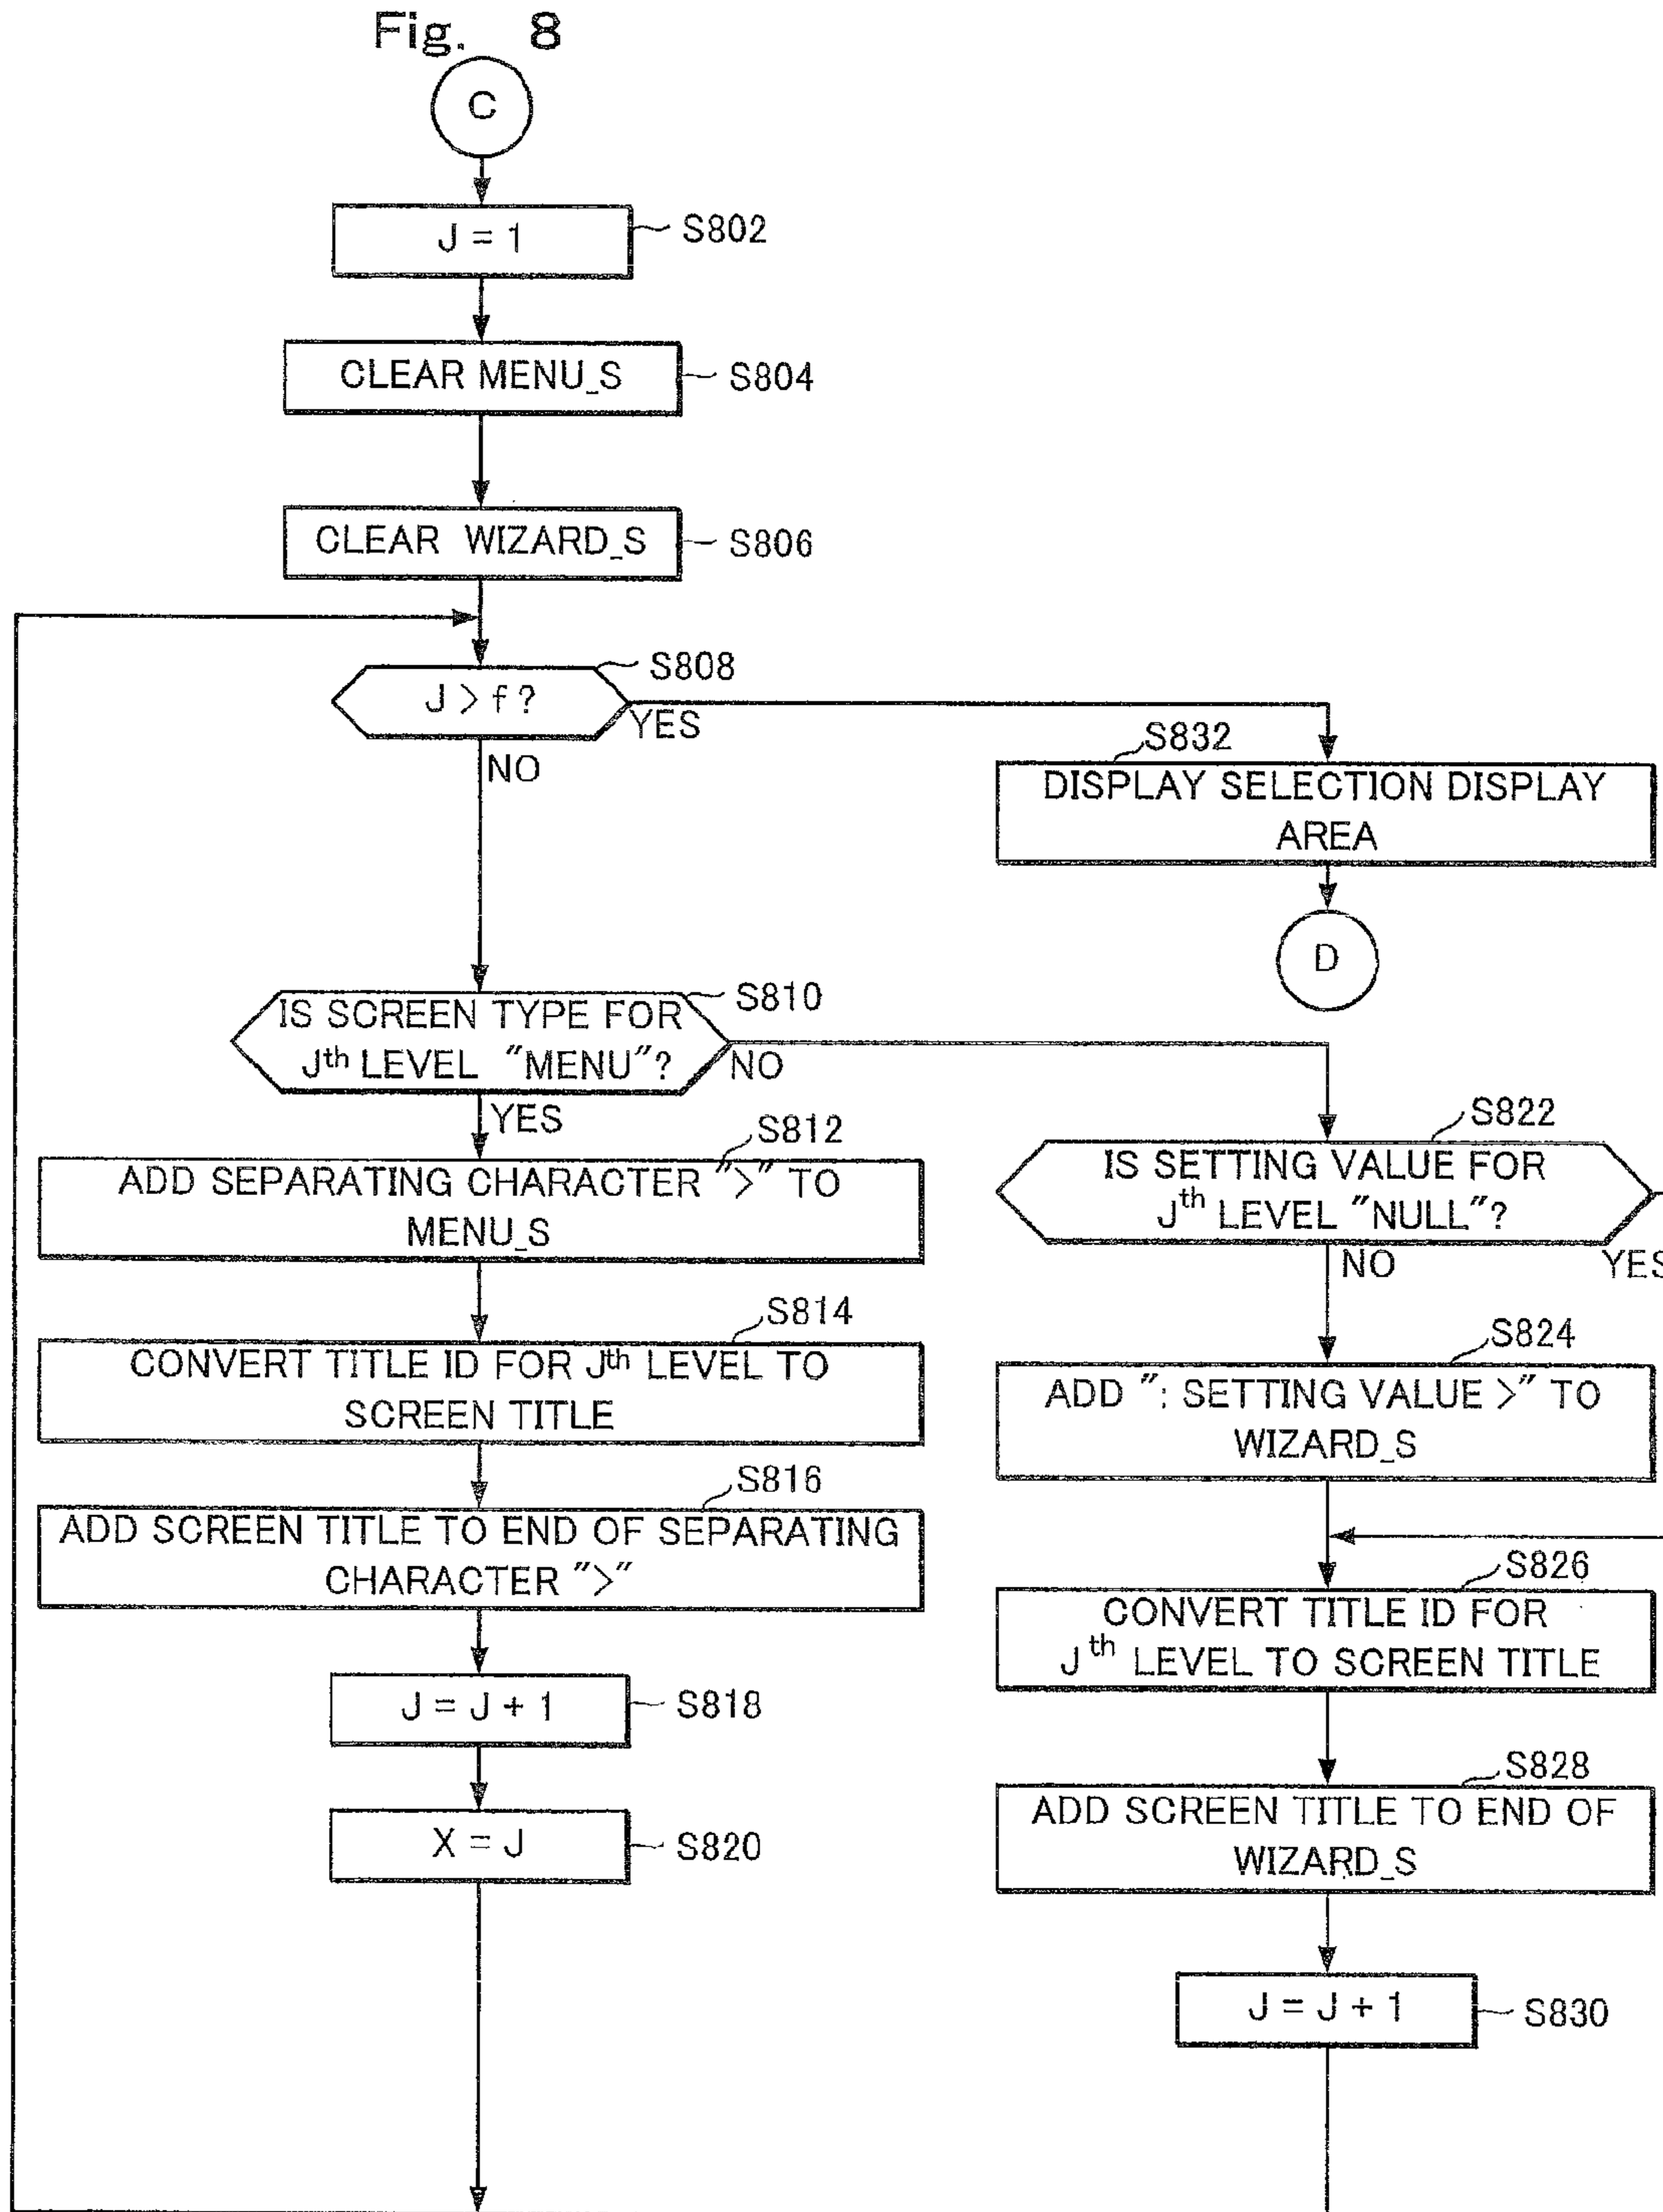 Fig. 8
C
J = 1
S802
CLEAR MENU_S
S804
CLEAR WIZARD_S
S806
S808
J > f ?
YES
NO
S832
DISPLAY SELECTION DISPLAY
AREA
D
S810
IS SCREEN TYPE FOR
Jth LEVEL "MENU"?
NO
YES
S812
ADD SEPARATING CHARACTER ">" TO
MENU_S
S814
CONVERT TITLE ID FOR Jth LEVEL TO
SCREEN TITLE
S816
ADD SCREEN TITLE TO END OF SEPARATING
CHARACTER ">"
J = J + 1
S818
X = J
S820
S822
IS SETTING VALUE FOR
Jth LEVEL "NULL"?
NO
YES
S824
ADD ": SETTING VALUE >" TO
WIZARD_S
S826
CONVERT TITLE ID FOR
Jth LEVEL TO SCREEN TITLE
S828
ADD SCREEN TITLE TO END OF
WIZARD_S
J = J + 1
S830